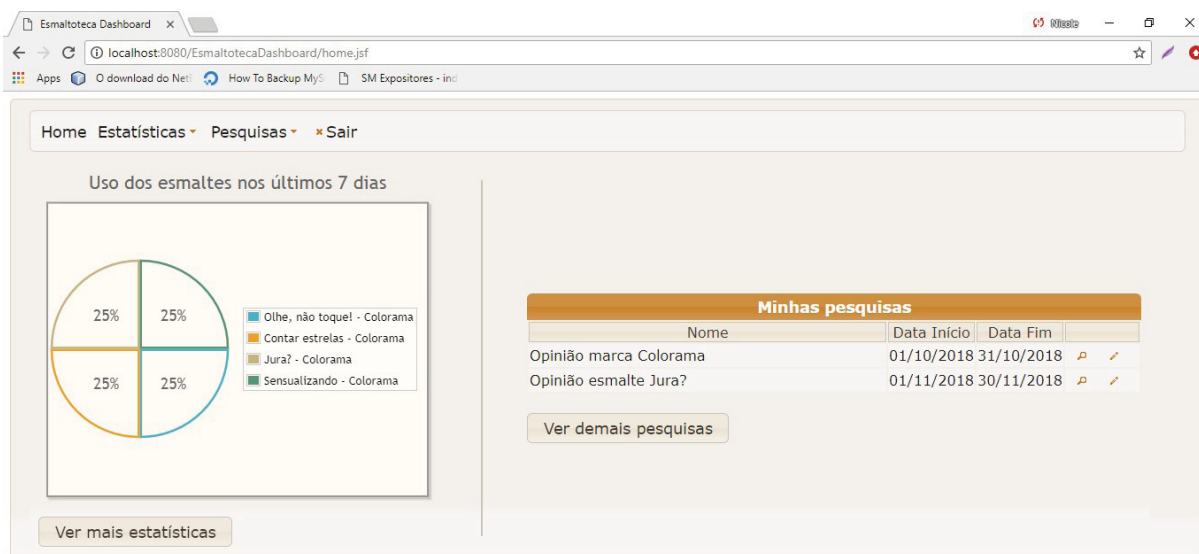 Esmaltoteca Dashboard
Nicole
localhost:8080/EsmaltotecaDashboard/home.jsf
Apps O download do Net How To Backup MyS SM Expositores - ind
Home Estatísticas Pesquisas Sair
Uso dos esmaltes nos últimos 7 dias
25% 25%
25% 25%
Olhe, não toque! - Colorama
Contar estrelas - Colorama
Jura? - Colorama
Sensualizando - Colorama
Ver mais estatísticas
Minhas pesquisas
Nome Data Início Data Fim
Opinião marca Colorama 01/10/2018 31/10/2018
Opinião esmalte Jura? 01/11/2018 30/11/2018
Ver demais pesquisas